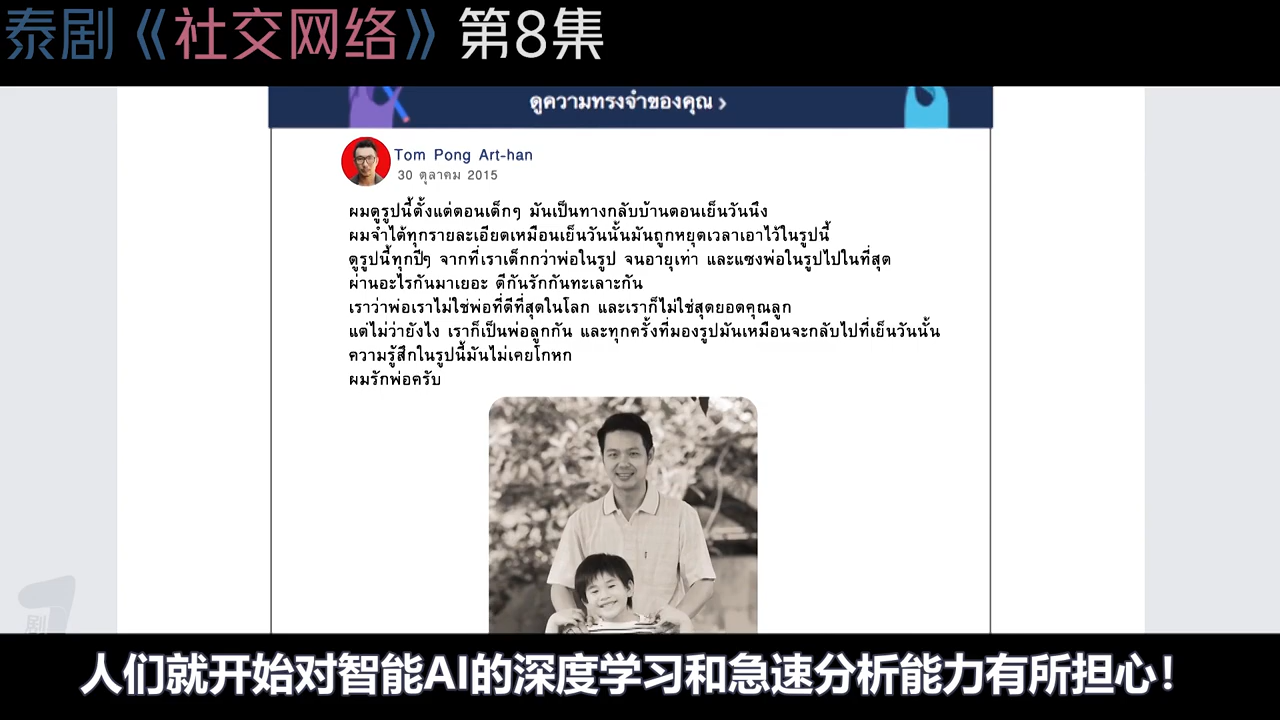 泰剧《社交网络》第8集
ดูความทรงจำของคุณ ›
Tom Pong Art-han
30 ตุลาคม 2015
ผมดูรูปนี้ตั้งแต่ตอนเด็กๆ มันเป็นทางกลับบ้านตอนเย็นวันนึง
ผมจำได้ทุกรายละเอียดเหมือนเย็นวันนั้นมันถูกหยุดเวลาเอาไว้ในรูปนี้
ดูรูปนี้ทุกปีๆ จากที่เราเด็กกว่าพ่อในรูป จนอายุเท่า และแซงพ่อในรูปไปในที่สุด
ผ่านอะไรกันมาเยอะ ตีกันรักกันทะเลาะกัน
เราว่าพ่อเราไม่ใช่พ่อที่ดีที่สุดในโลก และเราก็ไม่ใช่สุดยอดคุณลูก
แต่ไม่ว่ายังไง เราก็เป็นพ่อลูกกัน และทุกครั้งที่มองรูปมันเหมือนจะกลับไปที่เย็นวันนั้น
ความรู้สึกในรูปนี้มันไม่เคยโกหก
ผมรักพ่อครับ
剧
人们就开始对智能AI的深度学习和急速分析能力有所担心！